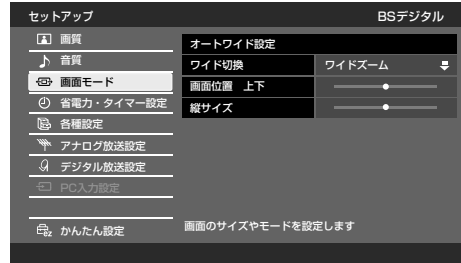 セットアップ
BSデジタル
画質
音質
画面モード
省電力・タイマー設定
各種設定
アナログ放送設定
デジタル放送設定
PC入力設定
かんたん設定
オートワイド設定
ワイド切換 ワイドズーム
画面位置 上下
縦サイズ
画面のサイズやモードを設定します